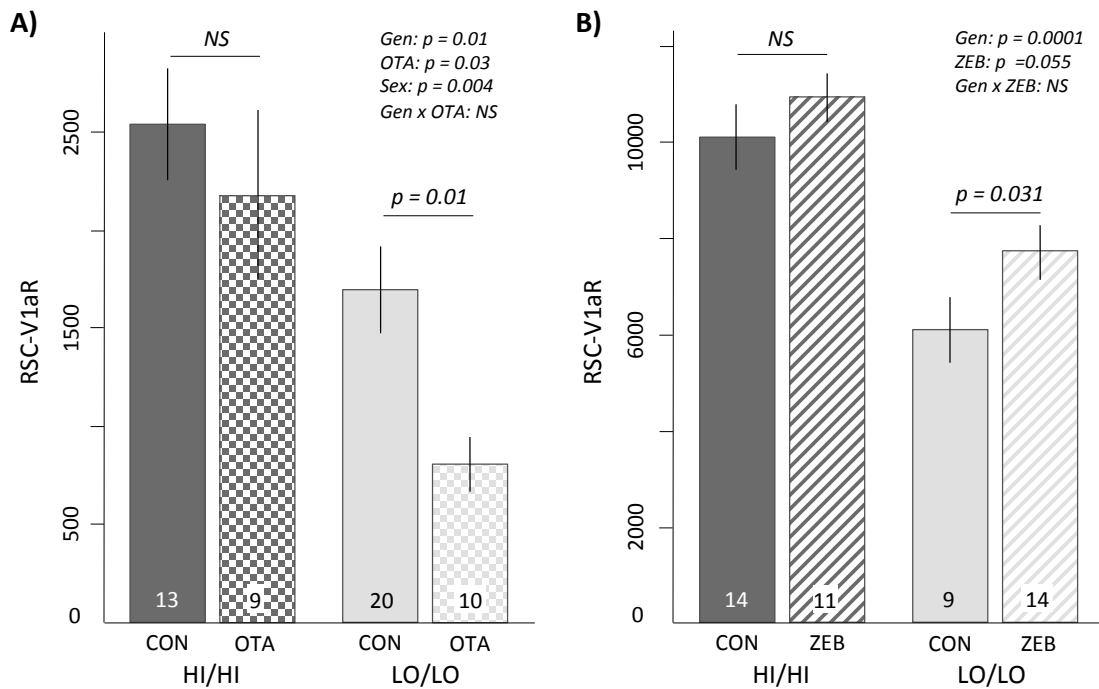 A)
NS
Gen: p = 0.01
OTA: p = 0.03
Sex: p = 0.004
Gen x OTA: NS
p = 0.01
RSC-V1aR
2500
1500
500
0
13
9
20
10
CON
OTA
CON
OTA
HI/HI
LO/LO
B)
NS
Gen: p = 0.0001
ZEB: p =0.055
Gen x ZEB: NS
p = 0.031
RSC-V1aR
10000
6000
2000
0
14
11
9
14
CON
ZEB
CON
ZEB
HI/HI
LO/LO